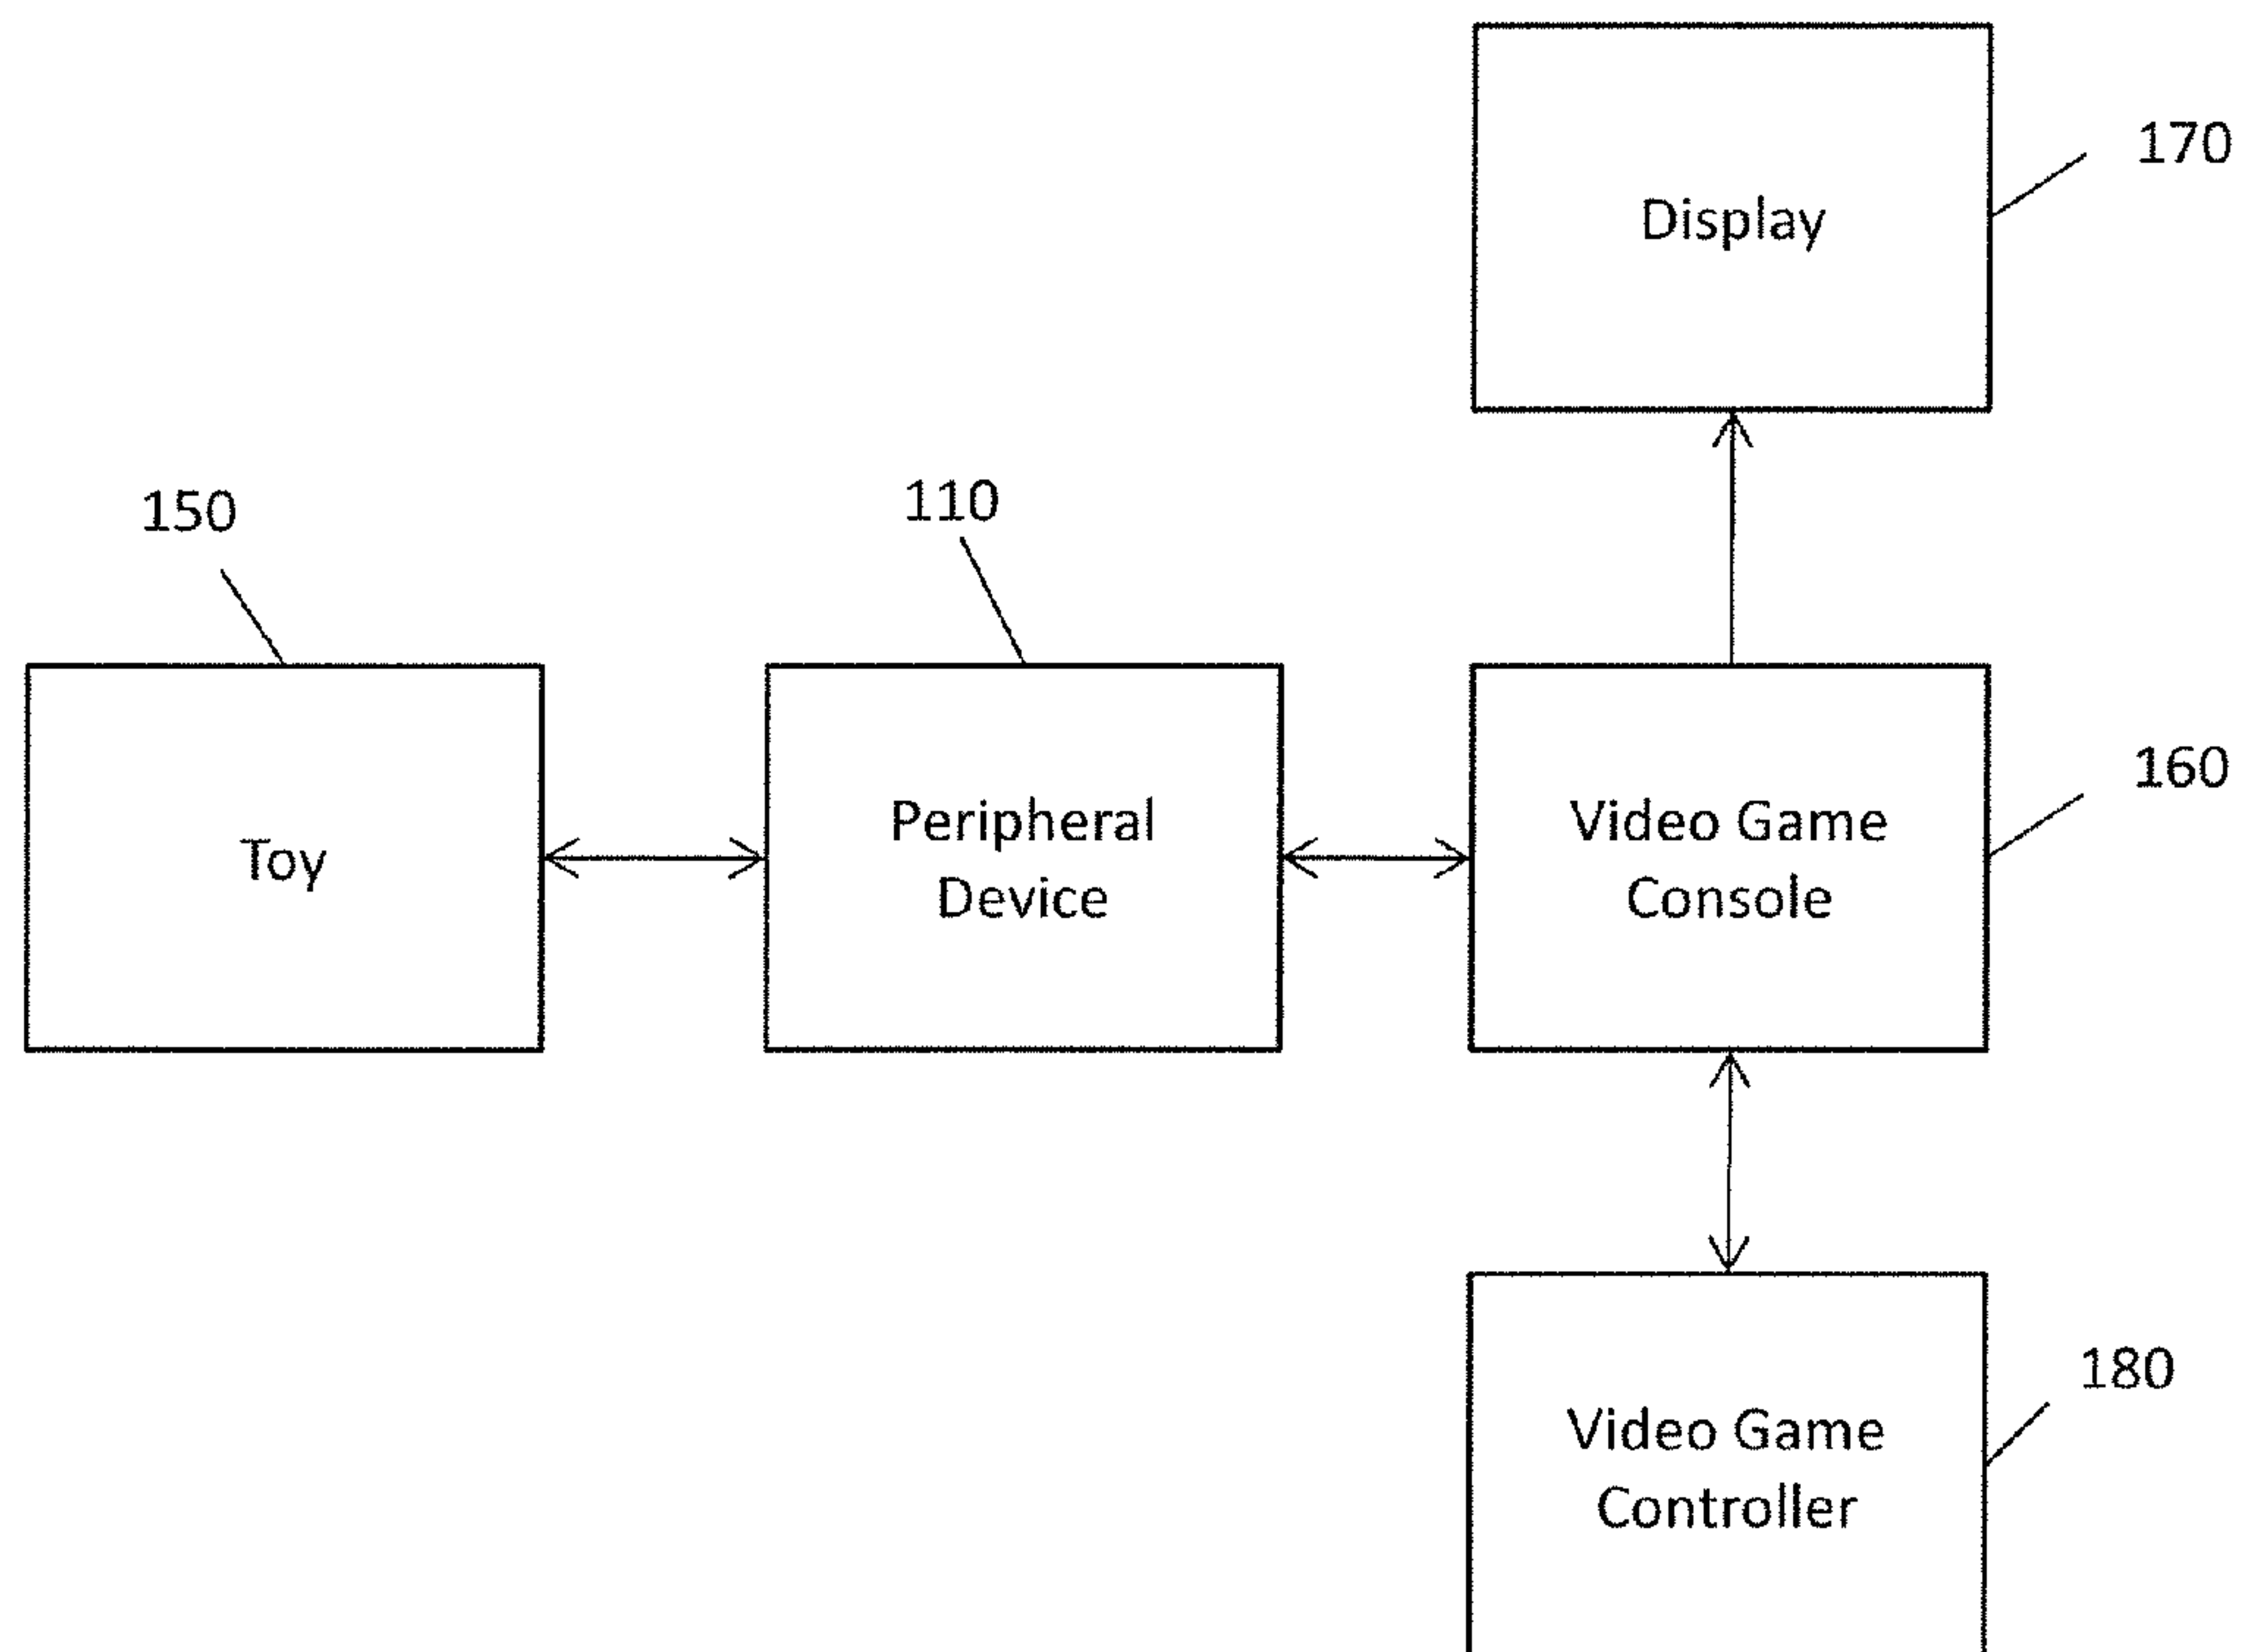 170
Display
150
110
160
Toy
Peripheral
Device
Video Game
Console
180
Video Game
Controller